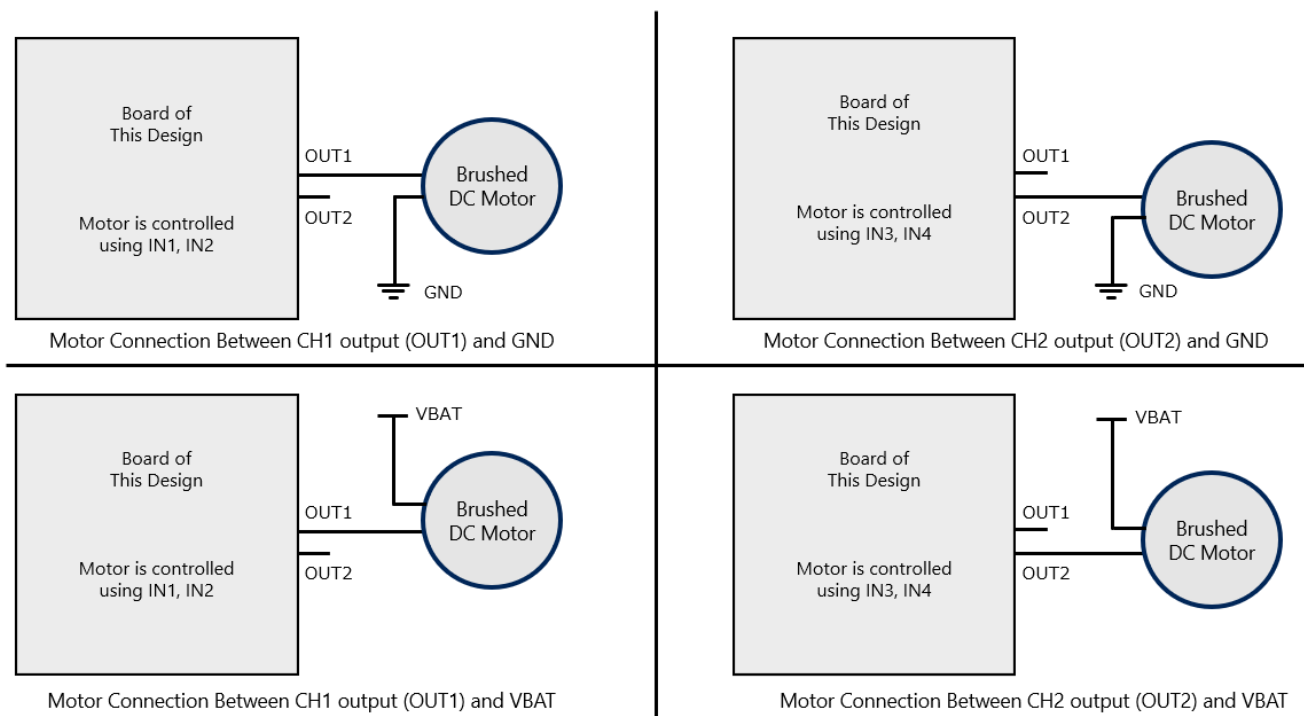 Board of
This Design
Motor is controlled
using IN1, IN2
OUT1
OUT2
Brushed
DC Motor
GND
Motor Connection Between CH1 output (OUT1) and GND
Board of
This Design
Motor is controlled
using IN3, IN4
OUT1
OUT2
Brushed
DC Motor
GND
Motor Connection Between CH2 output (OUT2) and GND
Board of
This Design
Motor is controlled
using IN1, IN2
VBAT
OUT1
OUT2
Brushed
DC Motor
Motor Connection Between CH1 output (OUT1) and VBAT
Board of
This Design
Motor is controlled
using IN3, IN4
VBAT
OUT1
OUT2
Brushed
DC Motor
Motor Connection Between CH2 output (OUT2) and VBAT